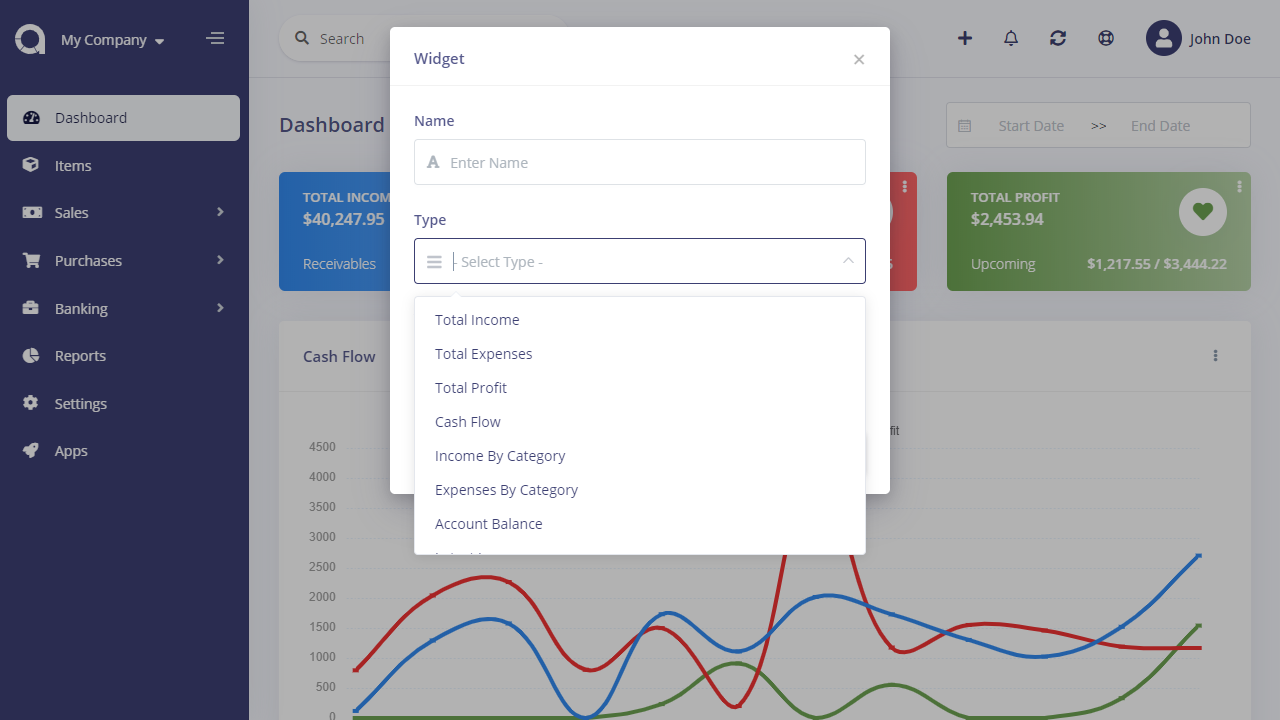 My Company
Search
John Doe
Dashboard
Items
Sales
Purchases
Banking
Reports
Settings
Apps
Dashboard
Start Date >> End Date
TOTAL INCOM
$40,247.95
Receivables
TOTAL PROFIT
$2,453.94
Upcoming $1,217.55 / $3,444.22
Cash Flow
4500
4000
3500
3000
2500
2000
1500
1000
500
0
Widget
×
Name
Enter Name
Type
- Select Type -
Total Income
Total Expenses
Total Profit
Cash Flow
Income By Category
Expenses By Category
Account Balance